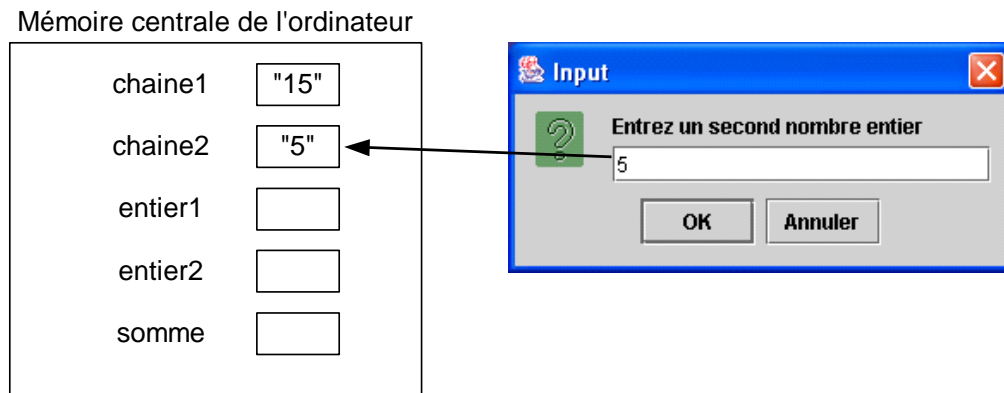 Mémoire centrale de l'ordinateur
chaine1 "15"
chaine2 "5"
entier1
entier2
somme
Input
Entrez un second nombre entier
5
OK Annuler